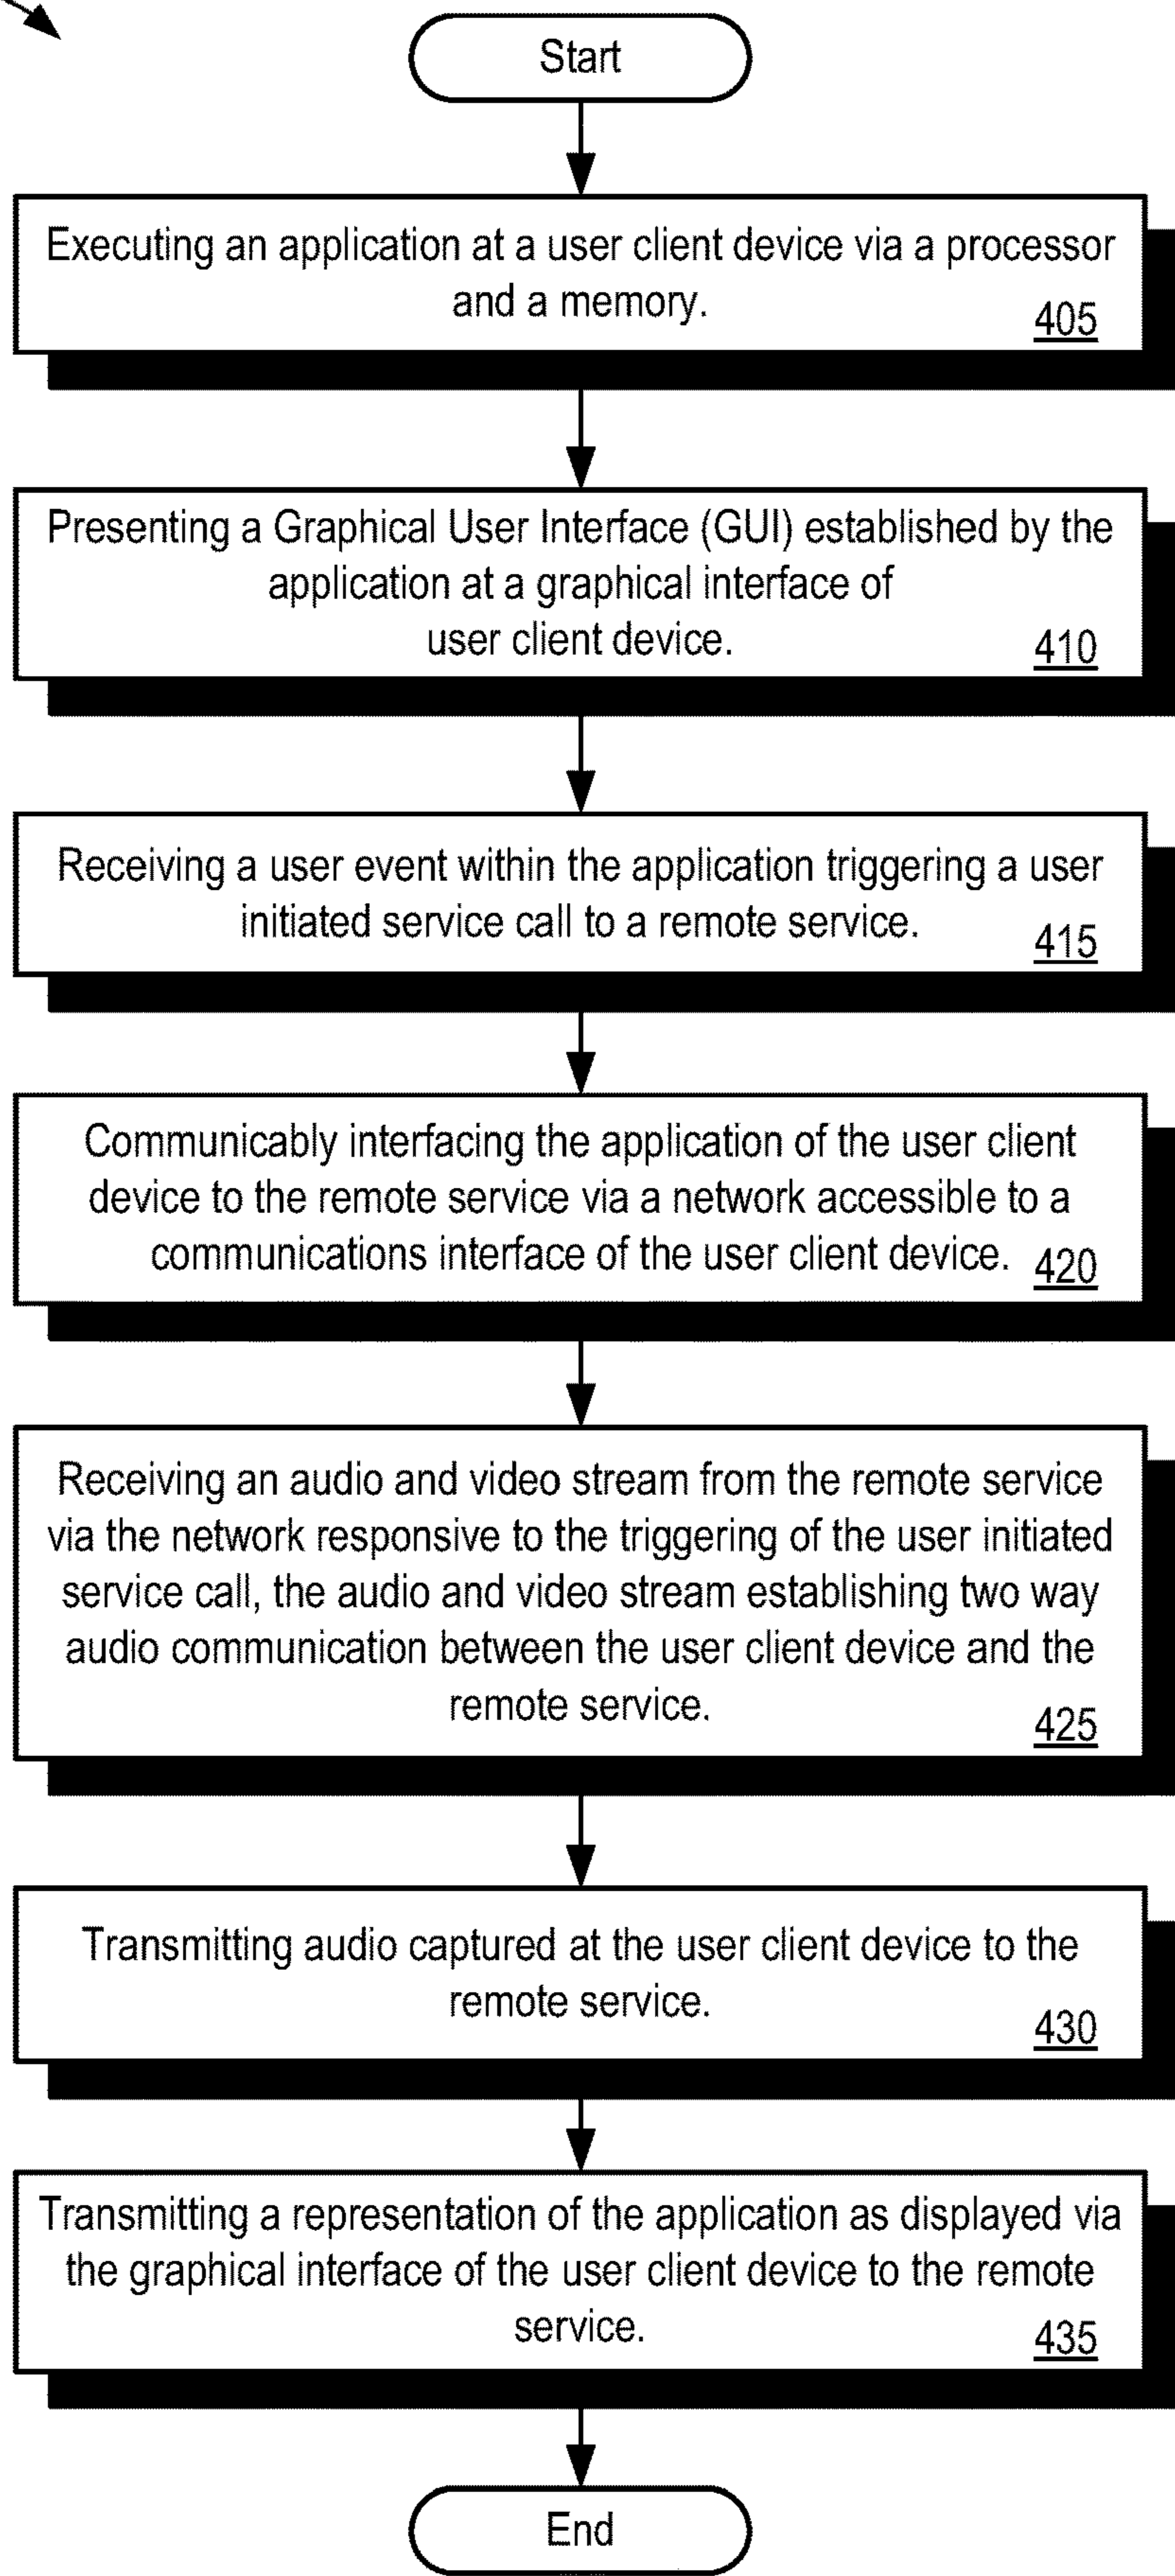 Start
Executing an application at a user client device via a processor
and a memory.
405
Presenting a Graphical User Interface (GUI) established by the
application at a graphical interface of
user client device.
410
Receiving a user event within the application triggering a user
initiated service call to a remote service.
415
Communicably interfacing the application of the user client
device to the remote service via a network accessible to a
communications interface of the user client device.
420
Receiving an audio and video stream from the remote service
via the network responsive to the triggering of the user initiated
service call, the audio and video stream establishing two way
audio communication between the user client device and the
remote service.
425
Transmitting audio captured at the user client device to the
remote service.
430
Transmitting a representation of the application as displayed via
the graphical interface of the user client device to the remote
service.
435
End